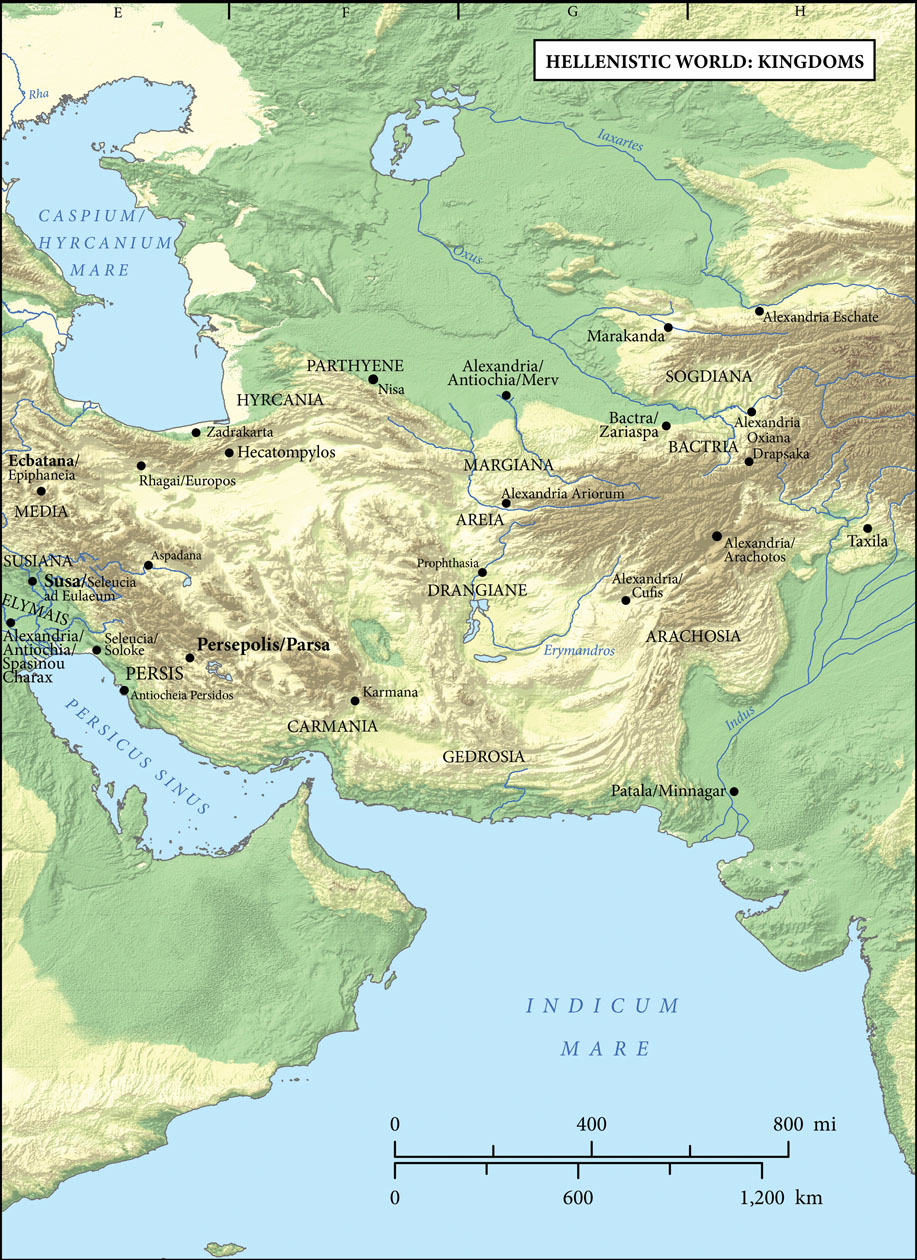 E
F
G
H
HELLENISTIC WORLD: KINGDOMS
Rha
Iaxartes
CASPIUM/
HYRCANIUM
MARE
Oxus
Alexandria Eschate
Marakanda
PARTHYENE
Nisa
Alexandria/
Antiochia/Merv
SOGDIANA
HYRCANIA
Bactra/
Zariaspa
Alexandria
Oxiana
Zadrakarta
BACTRIA
Drapsaka
Hecatompylos
Ecbatana/
Epiphaneia
MARGIANA
Rhagai/Europos
Alexandria Ariorum
MEDIA
AREIA
Taxila
Alexandria/
Arachotos
Aspadana
SUSIANA
Prophthasia
Susa/Seleucia
ad Eulaeum
DRANGIANE
Alexandria/
Cufis
ELYMAIS
Alexandria/
Antiochia/
Spasinou
Charax
Seleucia/
Soloke
Persepolis/Parsa
ARACHOSIA
Erymandros
PERSIS
Antiocheia Persidos
Karmana
CARMANIA
Indus
PERSICUS SINUS
GEDROSIA
Patala/Minnagar
INDICUM
MARE
0 400 800 mi
0 600 1,200 km